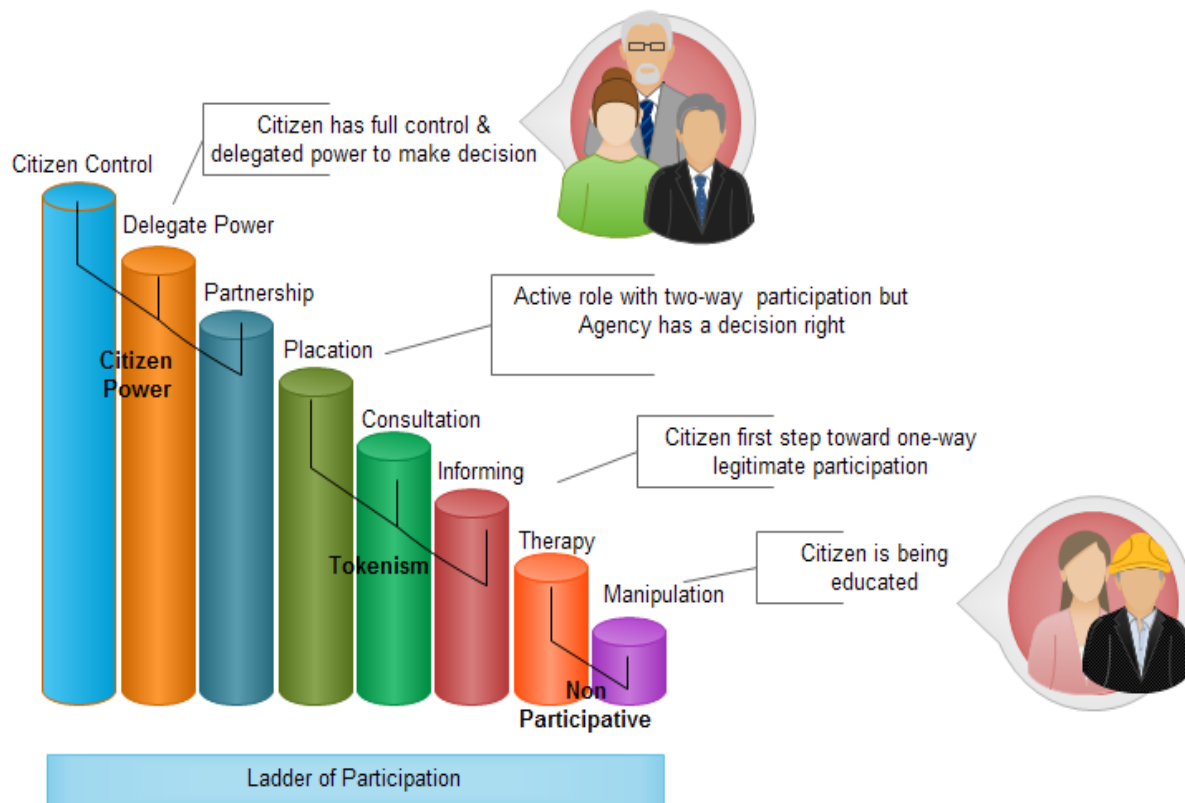 Citizen has full control &
delegated power to make decision
Citizen Control
Delegate Power
Partnership
Active role with two-way participation but
Agency has a decision right
Placation
Citizen
Power
Consultation
Citizen first step toward one-way
legitimate participation
Informing
Therapy
Tokenism
Citizen is being
educated
Manipulation
Non
Participative
Ladder of Participation